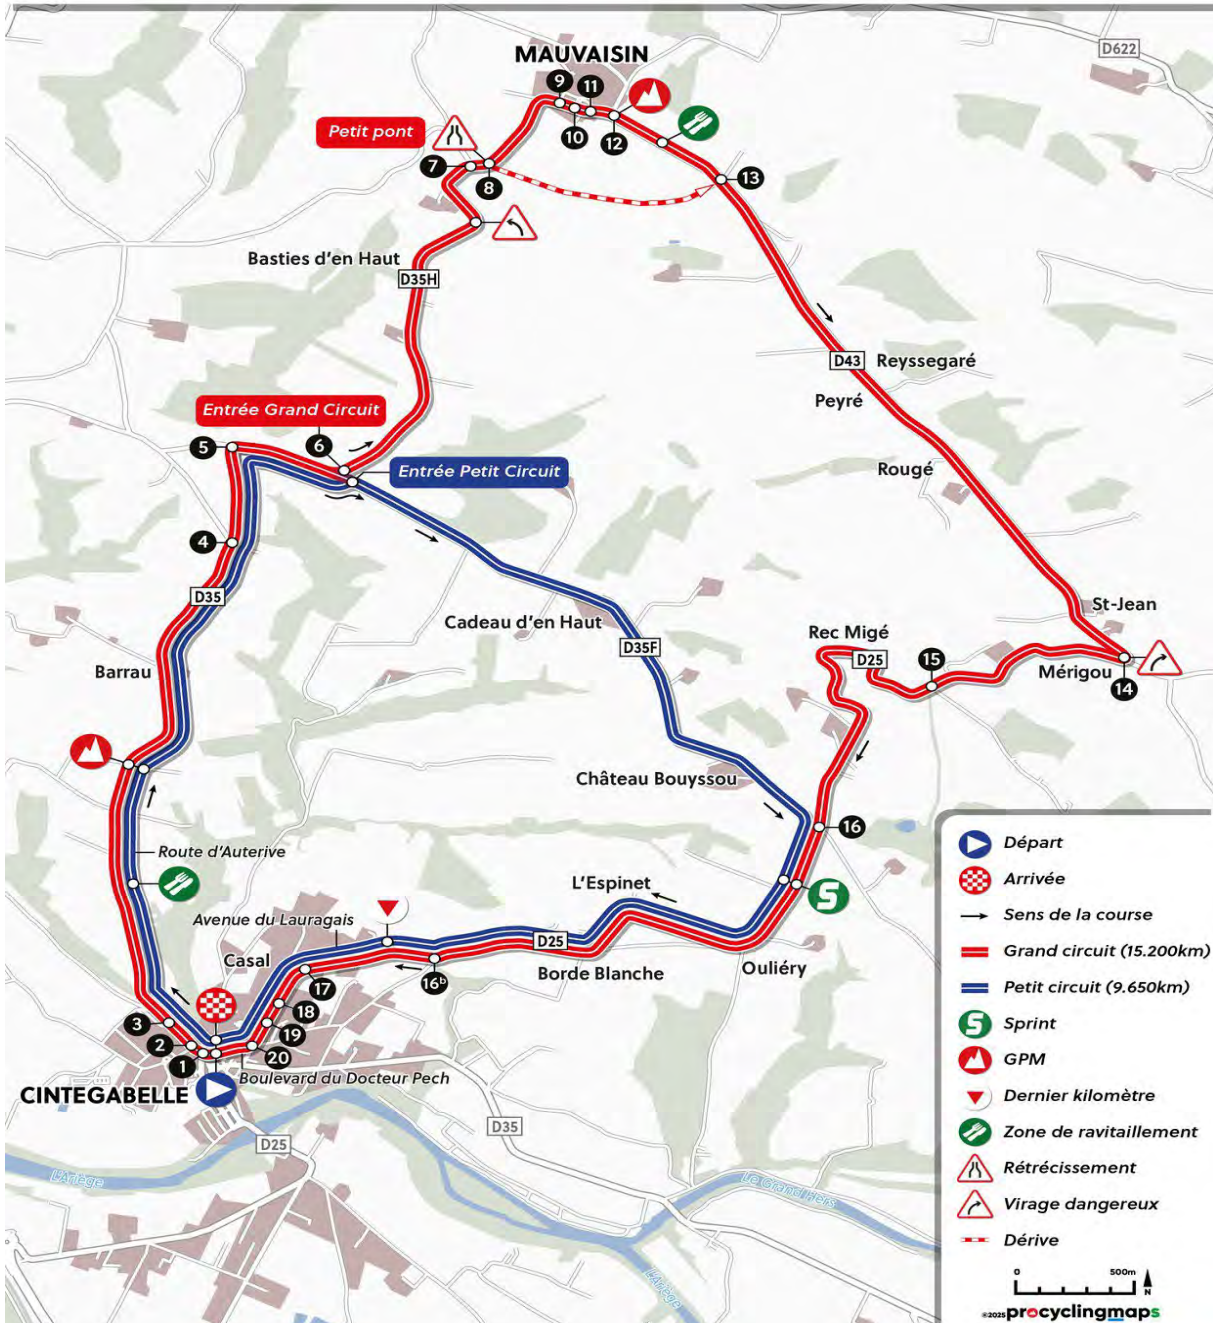 D622
MAUVAISIN
9
11
10
12
Petit pont
7
8
13
Basties d'en Haut
D35H
D43
Reyssegaré
Peyré
Entrée Grand Circuit
5
6
Entrée Petit Circuit
Rougé
4
D35
St-Jean
Cadeau d'en Haut
Rec Migé
D35F
D25
15
Barrau
Mérigou
14
Château Bouyssou
16
Route d'Auterive
L'Espinet
S
Avenue du Lauragais
D25
Casal
Borde Blanche
Ouliéry
16b
17
18
3
19
2
20
1
Boulevard du Docteur Pech
CINTEGABELLE
D35
D25
L'Ariège
Le Grand Hers
L'Ariège
Départ
Arrivée
Sens de la course
Grand circuit (15.200km)
Petit circuit (9.650km)
S Sprint
GPM
Dernier kilomètre
Zone de ravitaillement
Rétrécissement
Virage dangereux
Dérive
0 500m
N
©2025 procyclingmaps